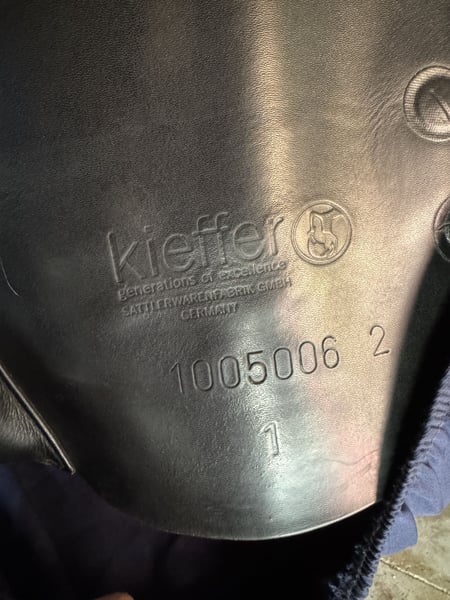 kieffer
generations of excellence
SATTLERWARENFABRIK GMBH
GERMANY
1005006 2
1